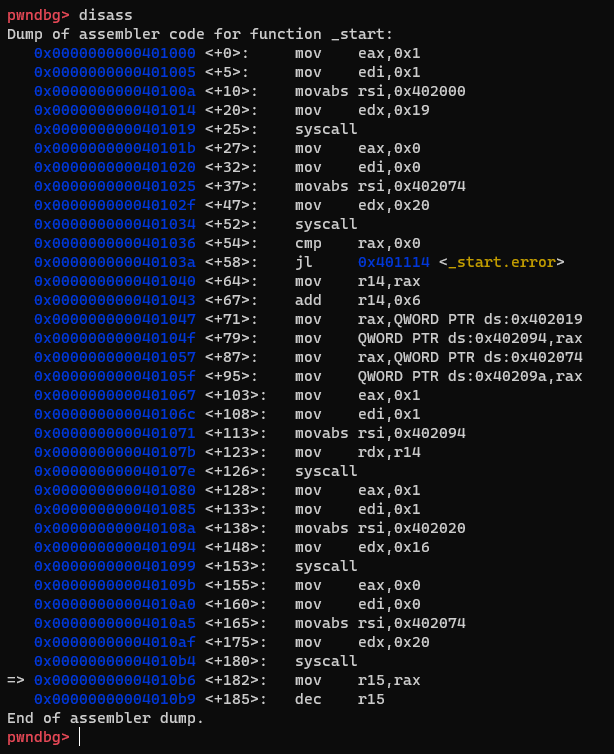 pwndbg> disass
Dump of assembler code for function _start:
   0x0000000000401000 <+0>:     mov    eax,0x1
   0x0000000000401005 <+5>:     mov    edi,0x1
   0x000000000040100a <+10>:    movabs rsi,0x402000
   0x0000000000401014 <+20>:    mov    edx,0x19
   0x0000000000401019 <+25>:    syscall
   0x000000000040101b <+27>:    mov    eax,0x0
   0x0000000000401020 <+32>:    mov    edi,0x0
   0x0000000000401025 <+37>:    movabs rsi,0x402074
   0x000000000040102f <+47>:    mov    edx,0x20
   0x0000000000401034 <+52>:    syscall
   0x0000000000401036 <+54>:    cmp    rax,0x0
   0x000000000040103a <+58>:    jl     0x401114 <_start.error>
   0x0000000000401040 <+64>:    mov    r14,rax
   0x0000000000401043 <+67>:    add    r14,0x6
   0x0000000000401047 <+71>:    mov    rax,QWORD PTR ds:0x402019
   0x000000000040104f <+79>:    mov    QWORD PTR ds:0x402094,rax
   0x0000000000401057 <+87>:    mov    rax,QWORD PTR ds:0x402074
   0x000000000040105f <+95>:    mov    QWORD PTR ds:0x40209a,rax
   0x0000000000401067 <+103>:   mov    eax,0x1
   0x000000000040106c <+108>:   mov    edi,0x1
   0x0000000000401071 <+113>:   movabs rsi,0x402094
   0x000000000040107b <+123>:   mov    rdx,r14
   0x000000000040107e <+126>:   syscall
   0x0000000000401080 <+128>:   mov    eax,0x1
   0x0000000000401085 <+133>:   mov    edi,0x1
   0x000000000040108a <+138>:   movabs rsi,0x402020
   0x0000000000401094 <+148>:   mov    edx,0x16
   0x0000000000401099 <+153>:   syscall
   0x000000000040109b <+155>:   mov    eax,0x0
   0x00000000004010a0 <+160>:   mov    edi,0x0
   0x00000000004010a5 <+165>:   movabs rsi,0x402074
   0x00000000004010af <+175>:   mov    edx,0x20
   0x00000000004010b4 <+180>:   syscall
=> 0x00000000004010b6 <+182>:   mov    r15,rax
   0x00000000004010b9 <+185>:   dec    r15
End of assembler dump.
pwndbg>